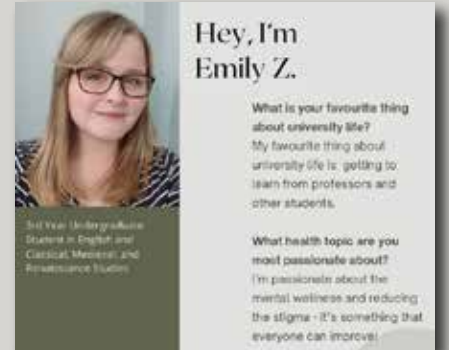 Hey, I'm
Emily Z.
What is your favourite thing
about university life?
My favourite thing about
university life is getting to
learn from professors and
other students.
What health topic are you
most passionate about?
I'm passionate about the
mental wellness and reducing
the stigma - it's something that
everyone can improve!
3rd Year Undergraduate
Student in English and
Classical, Medieval, and
Renaissance Studies